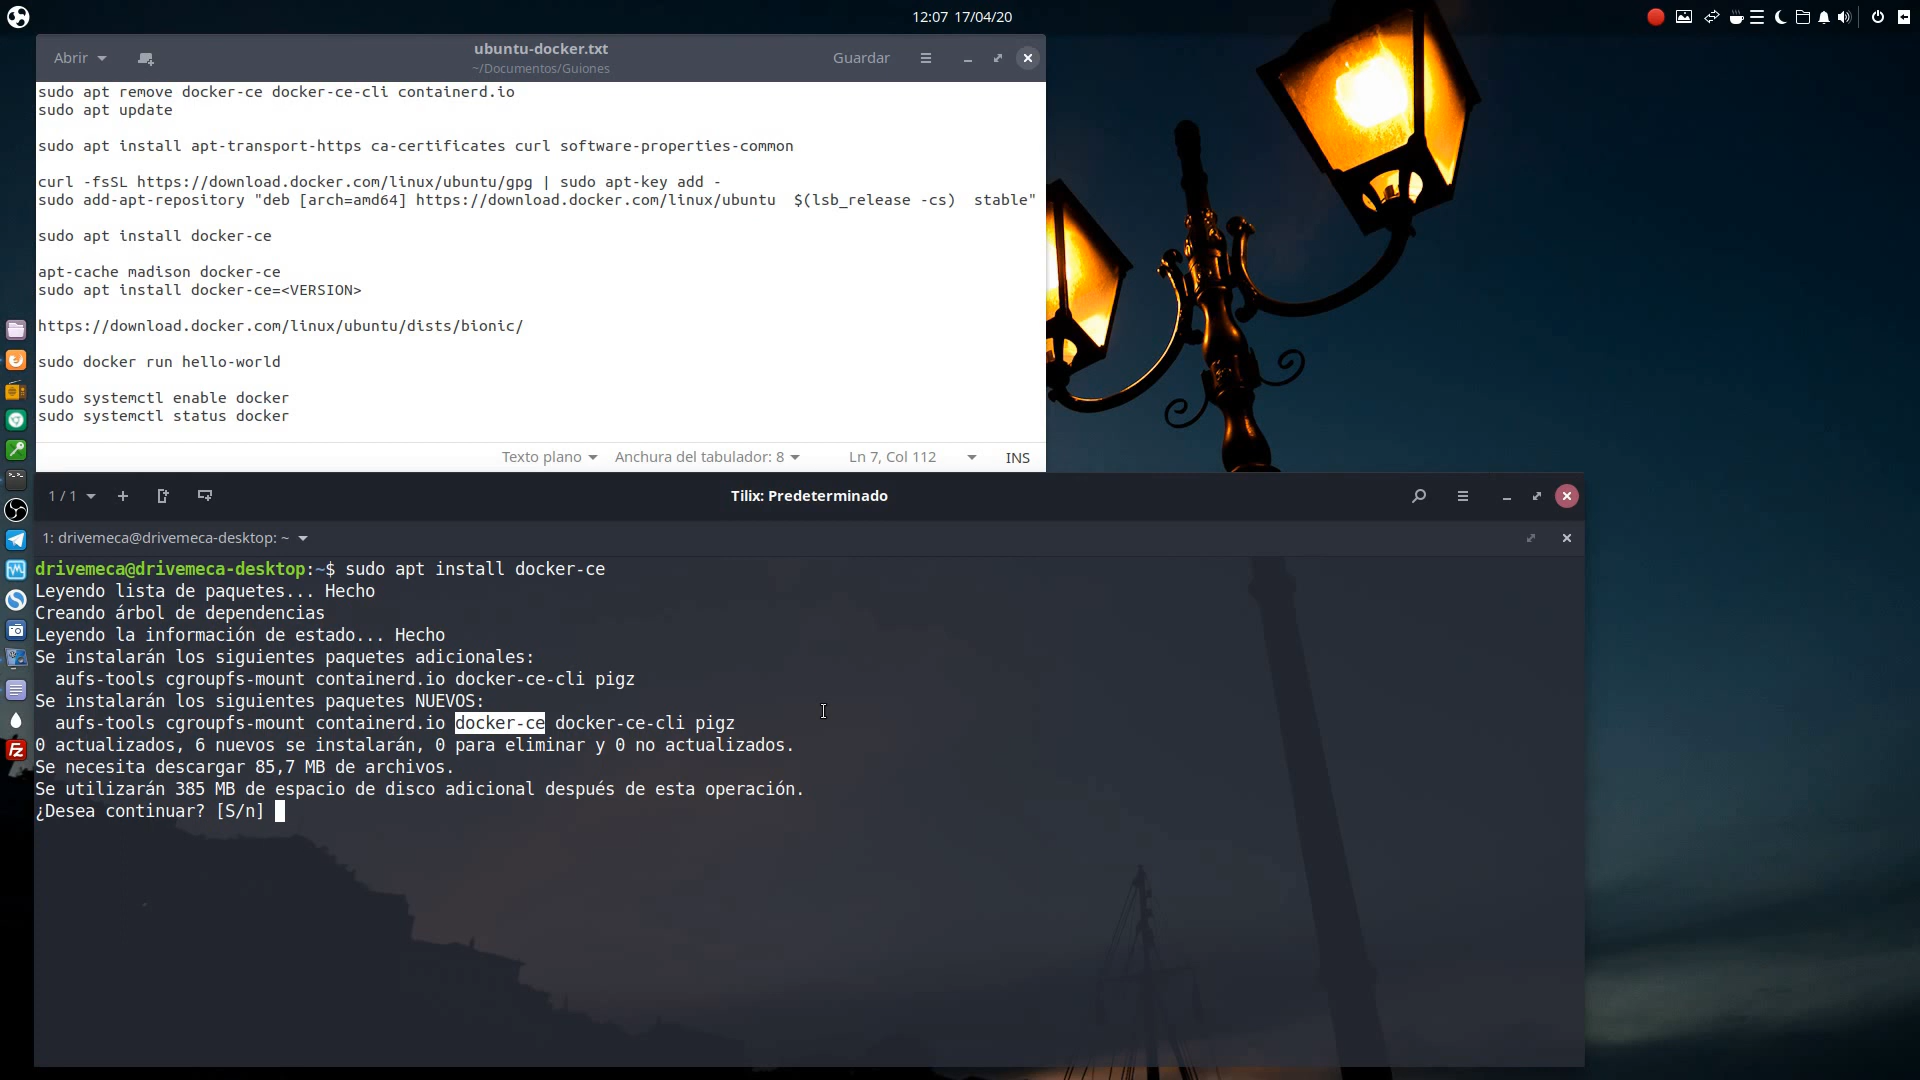 12:07 17/04/20
Abrir
ubuntu-docker.txt
~/Documentos/Guiones
Guardar
sudo apt remove docker-ce docker-ce-cli containerd.io
sudo apt update
sudo apt install apt-transport-https ca-certificates curl software-properties-common
curl -fsSL https://download.docker.com/linux/ubuntu/gpg | sudo apt-key add -
sudo add-apt-repository "deb [arch=amd64] https://download.docker.com/linux/ubuntu  $(lsb_release -cs)  stable"
sudo apt install docker-ce
apt-cache madison docker-ce
sudo apt install docker-ce=<VERSION>
https://download.docker.com/linux/ubuntu/dists/bionic/
sudo docker run hello-world
sudo systemctl enable docker
sudo systemctl status docker
Texto plano Anchura del tabulador: 8 Ln 7, Col 112 INS
1 / 1
Tilix: Predeterminado
1: drivemeca@drivemeca-desktop: ~
drivemeca@drivemeca-desktop:~$ sudo apt install docker-ce
Leyendo lista de paquetes... Hecho
Creando árbol de dependencias
Leyendo la información de estado... Hecho
Se instalarán los siguientes paquetes adicionales:
  aufs-tools cgroupfs-mount containerd.io docker-ce-cli pigz
Se instalarán los siguientes paquetes NUEVOS:
  aufs-tools cgroupfs-mount containerd.io docker-ce docker-ce-cli pigz
0 actualizados, 6 nuevos se instalarán, 0 para eliminar y 0 no actualizados.
Se necesita descargar 85,7 MB de archivos.
Se utilizarán 385 MB de espacio de disco adicional después de esta operación.
¿Desea continuar? [S/n]